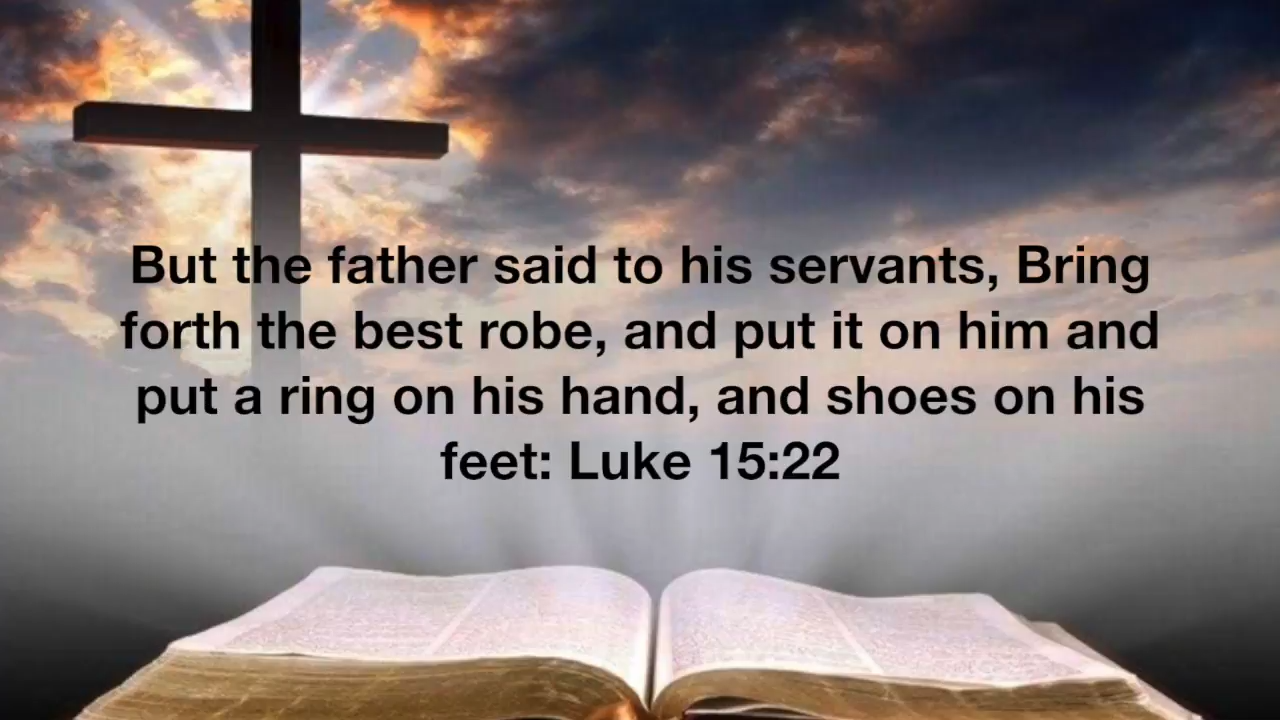 But the father said to his servants, Bring
forth the best robe, and put it on him and
put a ring on his hand, and shoes on his
feet: Luke 15:22